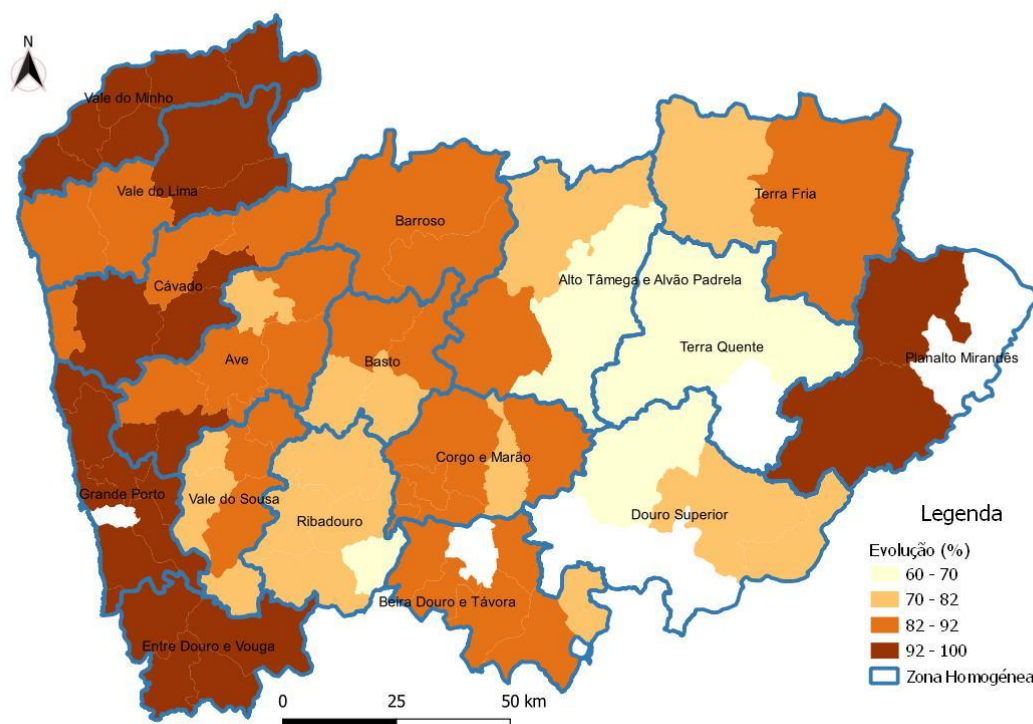 N
Vale do Minho
Vale do Lima
Barroso
Terra Fria
Cávado
Alto Tâmega e Alvão Padrela
Terra Quente
Planalto Mirandês
Ave
Basto
Corgo e Marão
Grande Porto
Vale do Sousa
Ribadouro
Douro Superior
Beira Douro e Távora
Entre Douro e Vouga
Legenda
Evolução (%)
60 - 70
70 - 82
82 - 92
92 - 100
Zona Homogénea
0 25 50 km